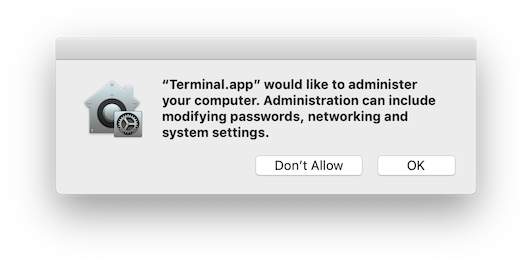 “Terminal.app” would like to administer
your computer. Administration can include
modifying passwords, networking and
system settings.
Don’t Allow
OK